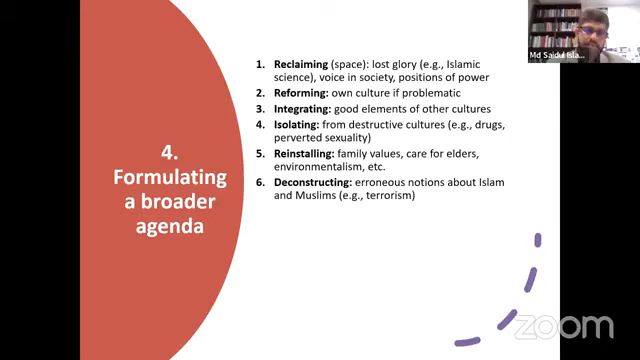 Md Saidul Isla...
4.
Formulating
a broader
agenda
1. Reclaiming (space): lost glory (e.g., Islamic
science), voice in society, positions of power
2. Reforming: own culture if problematic
3. Integrating: good elements of other cultures
4. Isolating: from destructive cultures (e.g., drugs,
perverted sexuality)
5. Reinstalling: family values, care for elders,
environmentalism, etc.
6. Deconstructing: erroneous notions about Islam
and Muslims (e.g., terrorism)
zoom